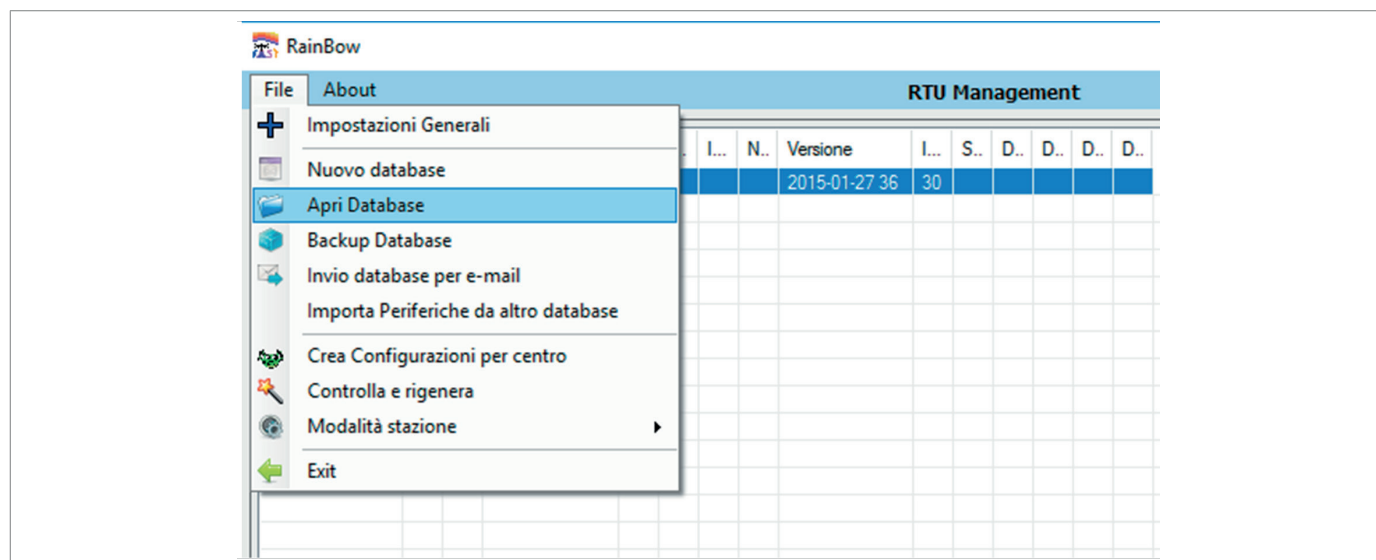 RainBow
File About RTU Management
Impostazioni Generali
Nuovo database
Apri Database
Backup Database
Invio database per e-mail
Importa Periferiche da altro database
Crea Configurazioni per centro
Controlla e rigenera
Modalità stazione
Exit
. I... N.. Versione I... S.. D.. D.. D.. D..
2015-01-27 36 30